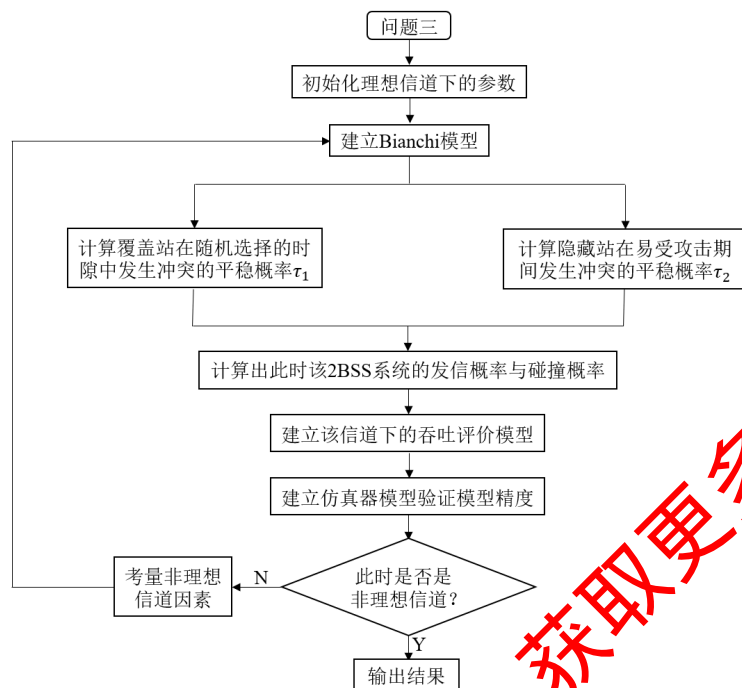 问题三
初始化理想信道下的参数
建立Bianchi模型
计算覆盖站在随机选择的时
隙中发生冲突的平稳概率τ₁
计算隐藏站在易受攻击期
间发生冲突的平稳概率τ₂
计算出此时该2BSS系统的发信概率与碰撞概率
建立该信道下的吞吐评价模型
建立仿真器模型验证模型精度
考量非理想
信道因素
N
此时是否是
非理想信道？
Y
输出结果
获取更